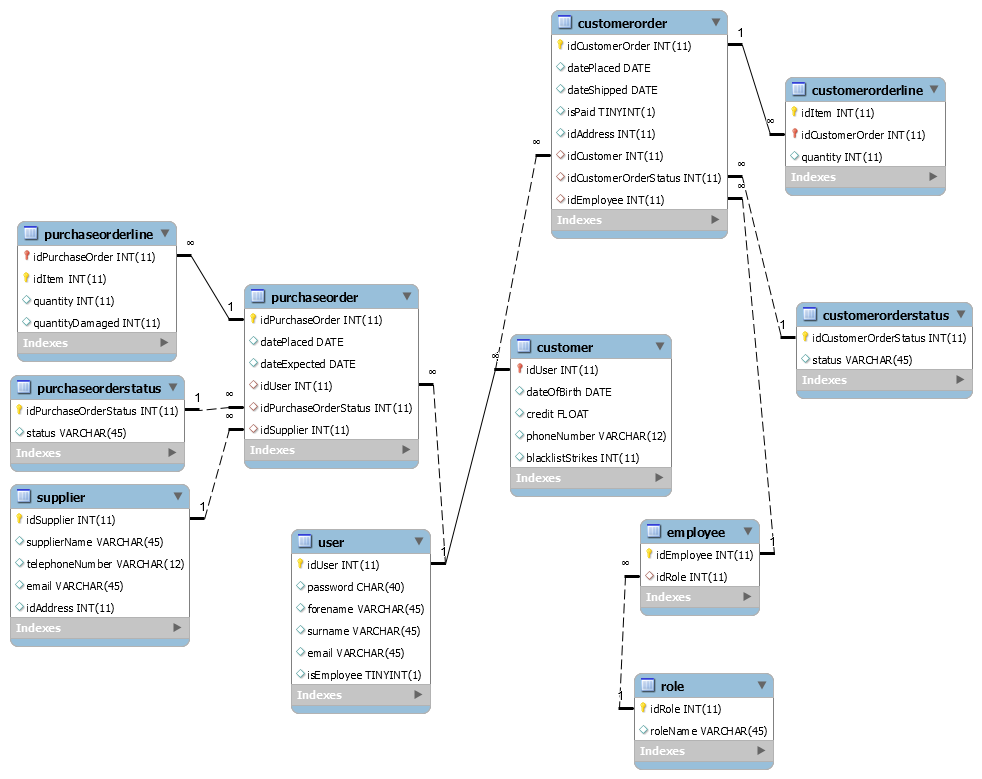 customerorder
idCustomerOrder INT(11)
datePlaced DATE
dateShipped DATE
isPaid TINYINT(1)
idAddress INT(11)
idCustomer INT(11)
idCustomerOrderStatus INT(11)
idEmployee INT(11)
Indexes
1
∞
∞
∞
∞
customerorderline
idItem INT(11)
idCustomerOrder INT(11)
quantity INT(11)
Indexes
purchaseorderline
idPurchaseOrder INT(11)
idItem INT(11)
quantity INT(11)
quantityDamaged INT(11)
Indexes
∞
1
purchaseorder
idPurchaseOrder INT(11)
datePlaced DATE
dateExpected DATE
idUser INT(11)
idPurchaseOrderStatus INT(11)
idSupplier INT(11)
Indexes
∞
customerorderstatus
idCustomerOrderStatus INT(11)
status VARCHAR(45)
Indexes
1
customer
idUser INT(11)
dateOfBirth DATE
credit FLOAT
phoneNumber VARCHAR(12)
blacklistStrikes INT(11)
Indexes
∞
purchaseorderstatus
idPurchaseOrderStatus INT(11)
status VARCHAR(45)
Indexes
1
∞
∞
supplier
idSupplier INT(11)
supplierName VARCHAR(45)
telephoneNumber VARCHAR(12)
email VARCHAR(45)
idAddress INT(11)
Indexes
1
user
idUser INT(11)
password CHAR(40)
forename VARCHAR(45)
surname VARCHAR(45)
email VARCHAR(45)
isEmployee TINYINT(1)
Indexes
1
employee
idEmployee INT(11)
idRole INT(11)
Indexes
1
∞
role
idRole INT(11)
roleName VARCHAR(45)
Indexes
1